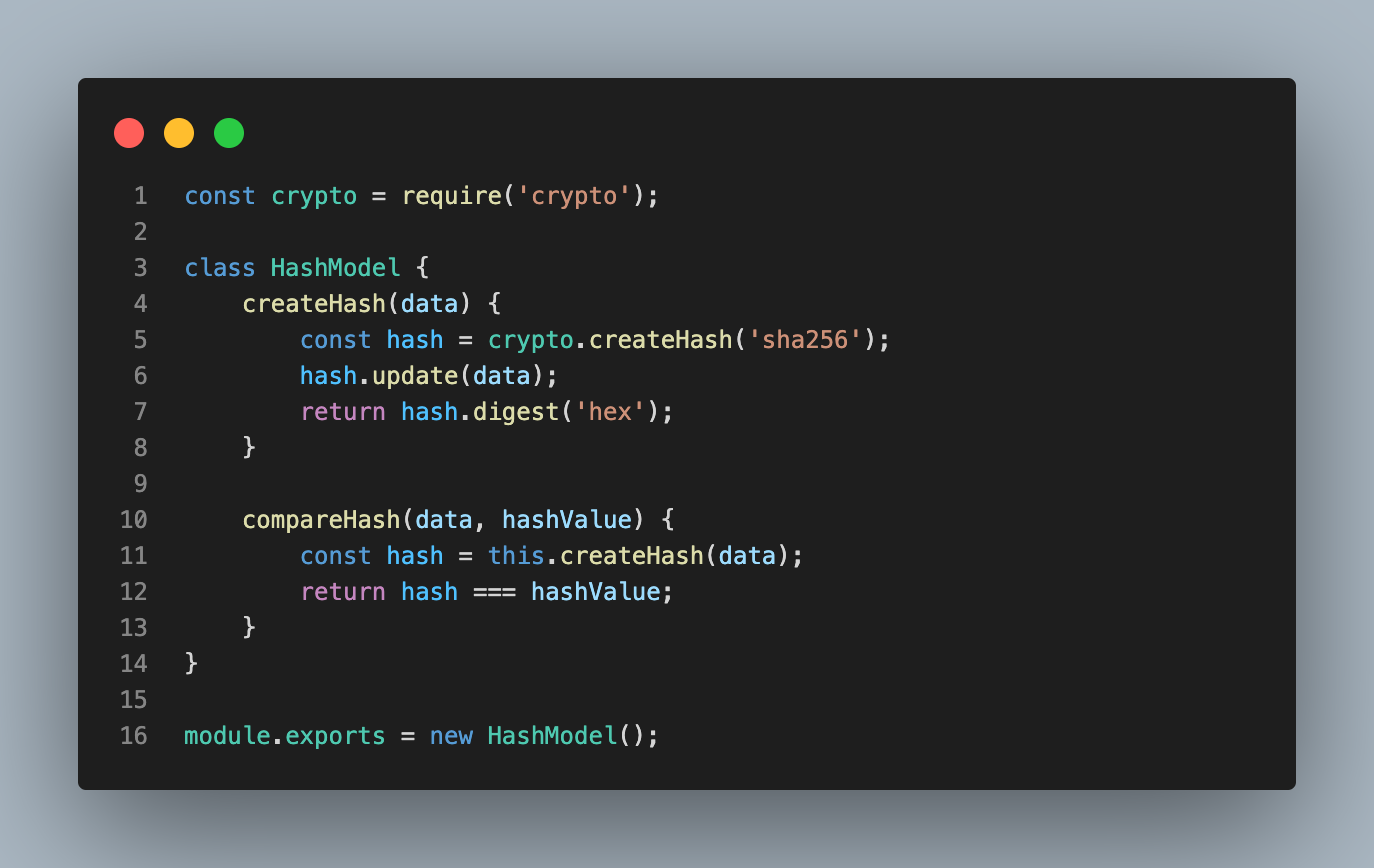 1 const crypto = require('crypto');
2
3 class HashModel {
4     createHash(data) {
5         const hash = crypto.createHash('sha256');
6         hash.update(data);
7         return hash.digest('hex');
8     }
9
10     compareHash(data, hashValue) {
11         const hash = this.createHash(data);
12         return hash === hashValue;
13     }
14 }
15
16 module.exports = new HashModel();